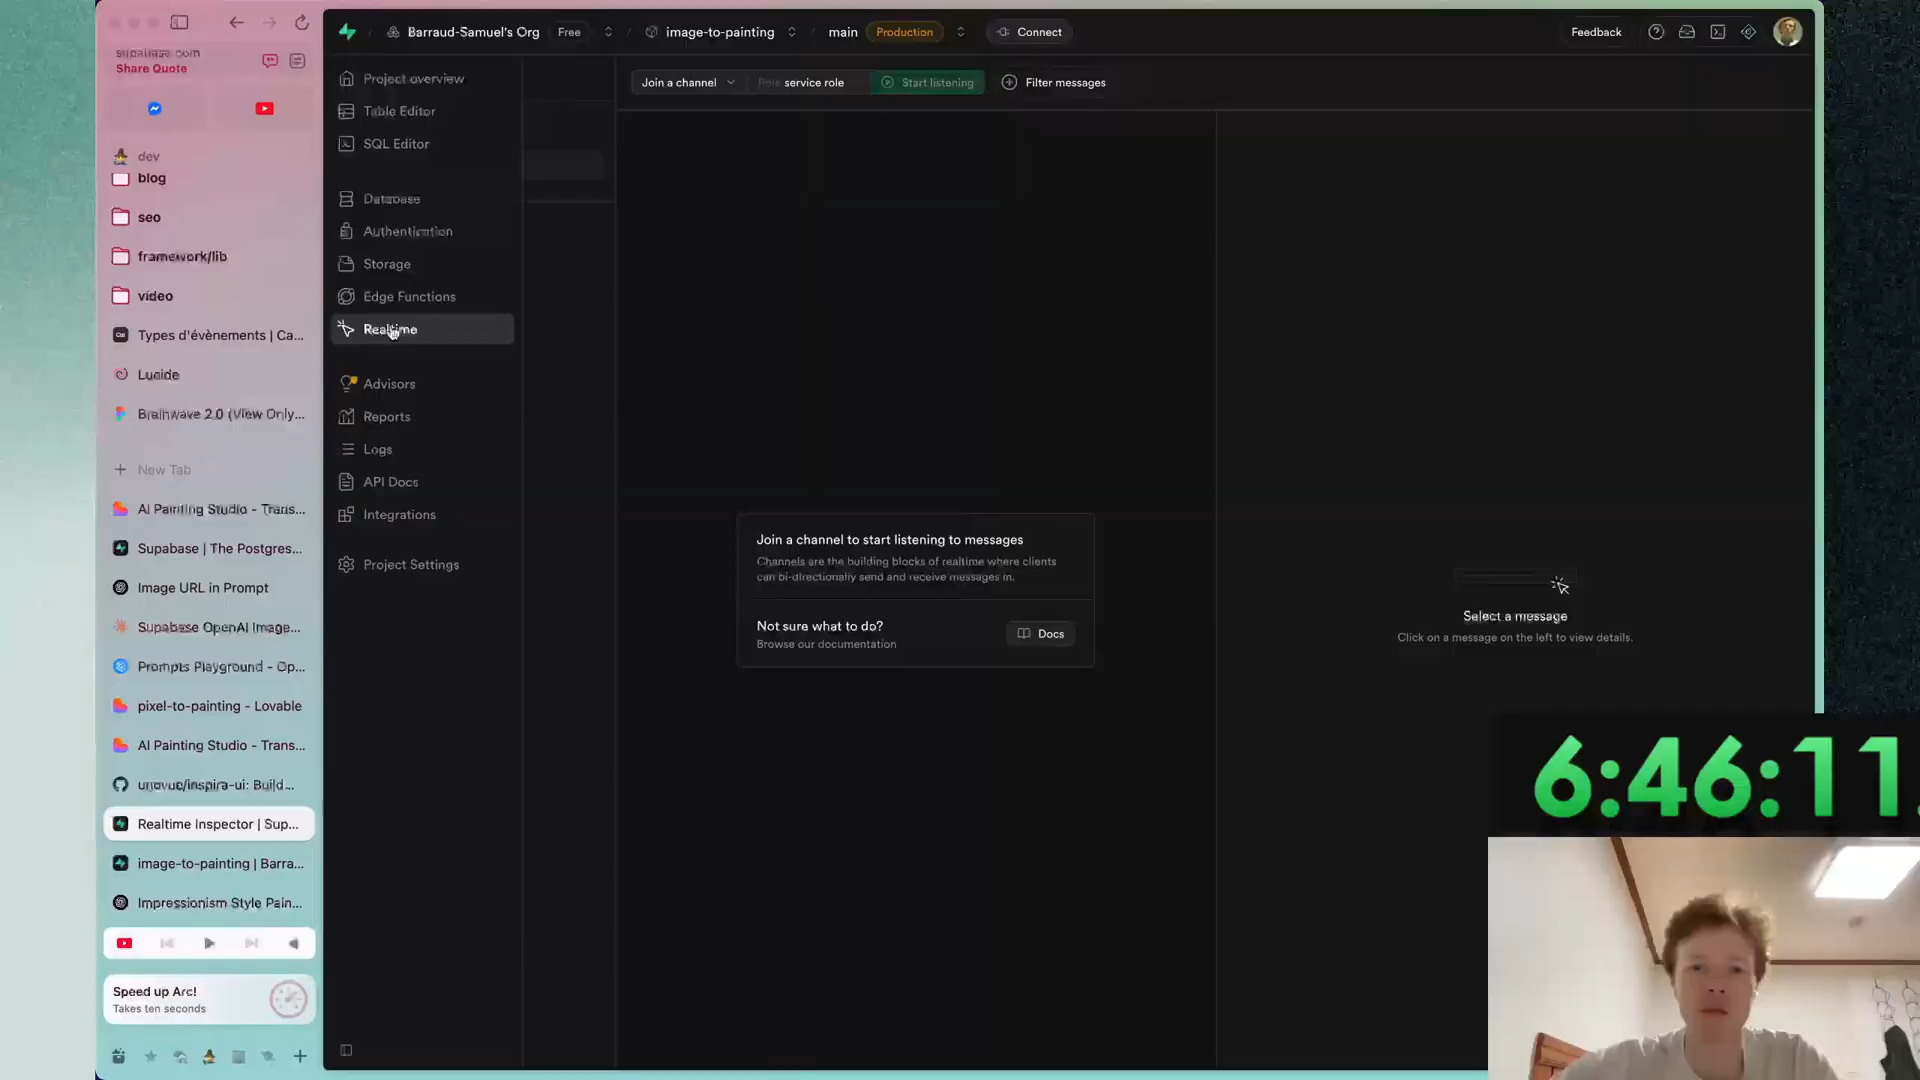 supabase.com
Share Quote
dev
blog
seo
framework/lib
video
Types d'évènements | Ca...
Lucide
Brainwave 2.0 (View Only...
New Tab
AI Painting Studio - Trans...
Supabase | The Postgres...
Image URL in Prompt
Supabase OpenAI Image...
Prompts Playground - Op...
pixel-to-painting - Lovable
AI Painting Studio - Trans...
unovue/inspira-ui: Build...
Realtime Inspector | Sup...
image-to-painting | Barra...
Impressionism Style Pain...
Speed up Arc!
Takes ten seconds
Barraud-Samuel's Org Free / image-to-painting / main Production Connect Feedback
Project overview
Table Editor
SQL Editor
Database
Authentication
Storage
Edge Functions
Realtime
Advisors
Reports
Logs
API Docs
Integrations
Project Settings
Join a channel Role service role Start listening Filter messages
Join a channel to start listening to messages
Channels are the building blocks of realtime where clients
can bi-directionally send and receive messages in.
Not sure what to do?
Browse our documentation
Docs
Select a message
Click on a message on the left to view details.
6:46:11.